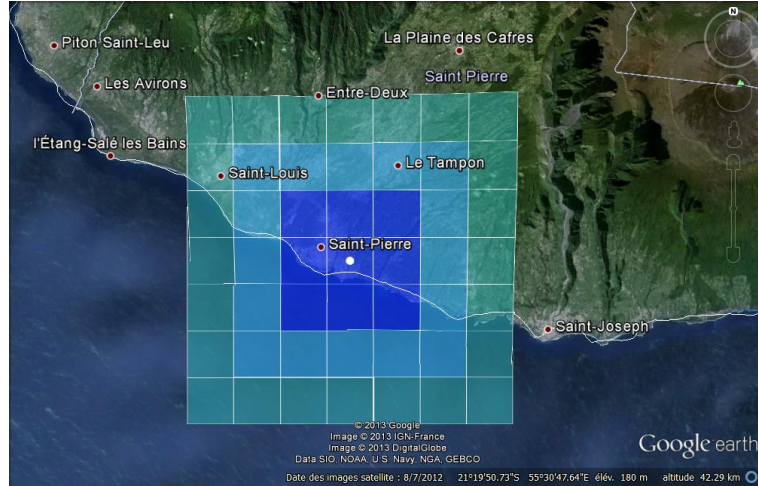 N
Piton Saint-Leu
La Plaine des Cafres
Saint Pierre
Les Avirons
Entre-Deux
l'Étang-Salé les Bains
Saint-Louis
Le Tampon
Saint-Pierre
Saint-Joseph
© 2013 Google
Image © 2013 IGN-France
Image © 2013 DigitalGlobe
Data SIO, NOAA, U.S. Navy, NGA, GEBCO
Google earth
Date des images satellite : 8/7/2012 21°19'50.73"S 55°30'47.64"E élév. 180 m altitude 42.29 km